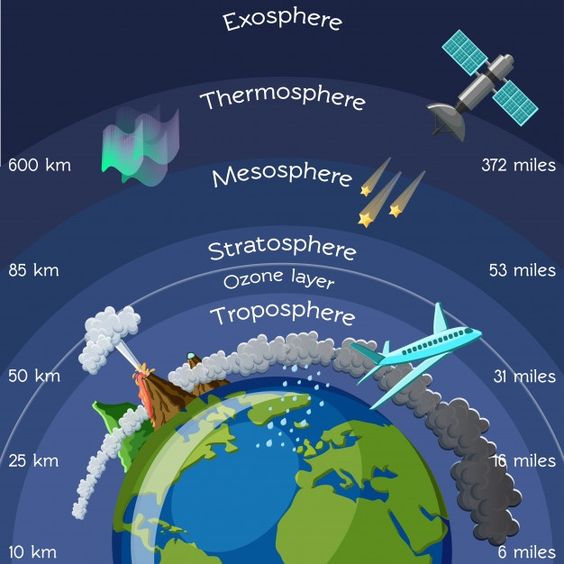 Exosphere
Thermosphere
600 km
372 miles
Mesosphere
Stratosphere
85 km
53 miles
Ozone layer
Troposphere
50 km
31 miles
25 km
16 miles
10 km
6 miles